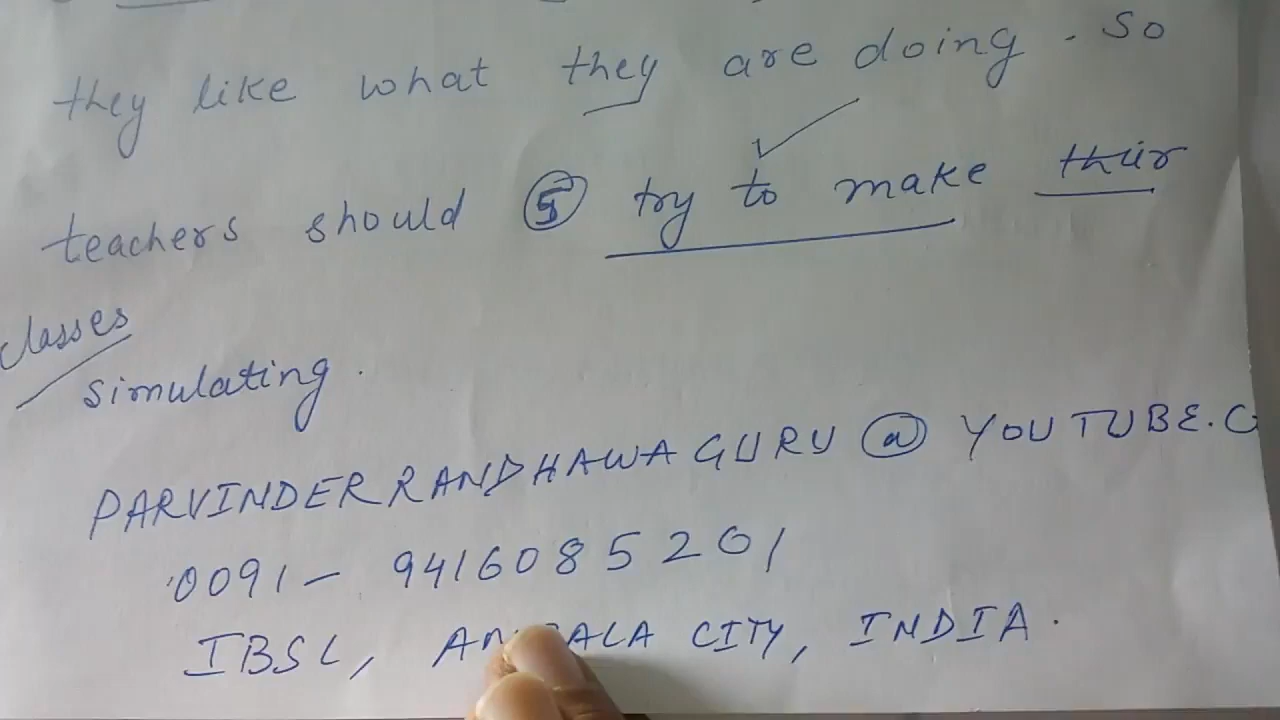 they like what they are doing. So
teachers should 5 try to make their
classes
simulating.
PARVINDERRANDHAWAGURU@YOUTUBE.C
0091- 9416085201
IBSL, CITY, INDIA.